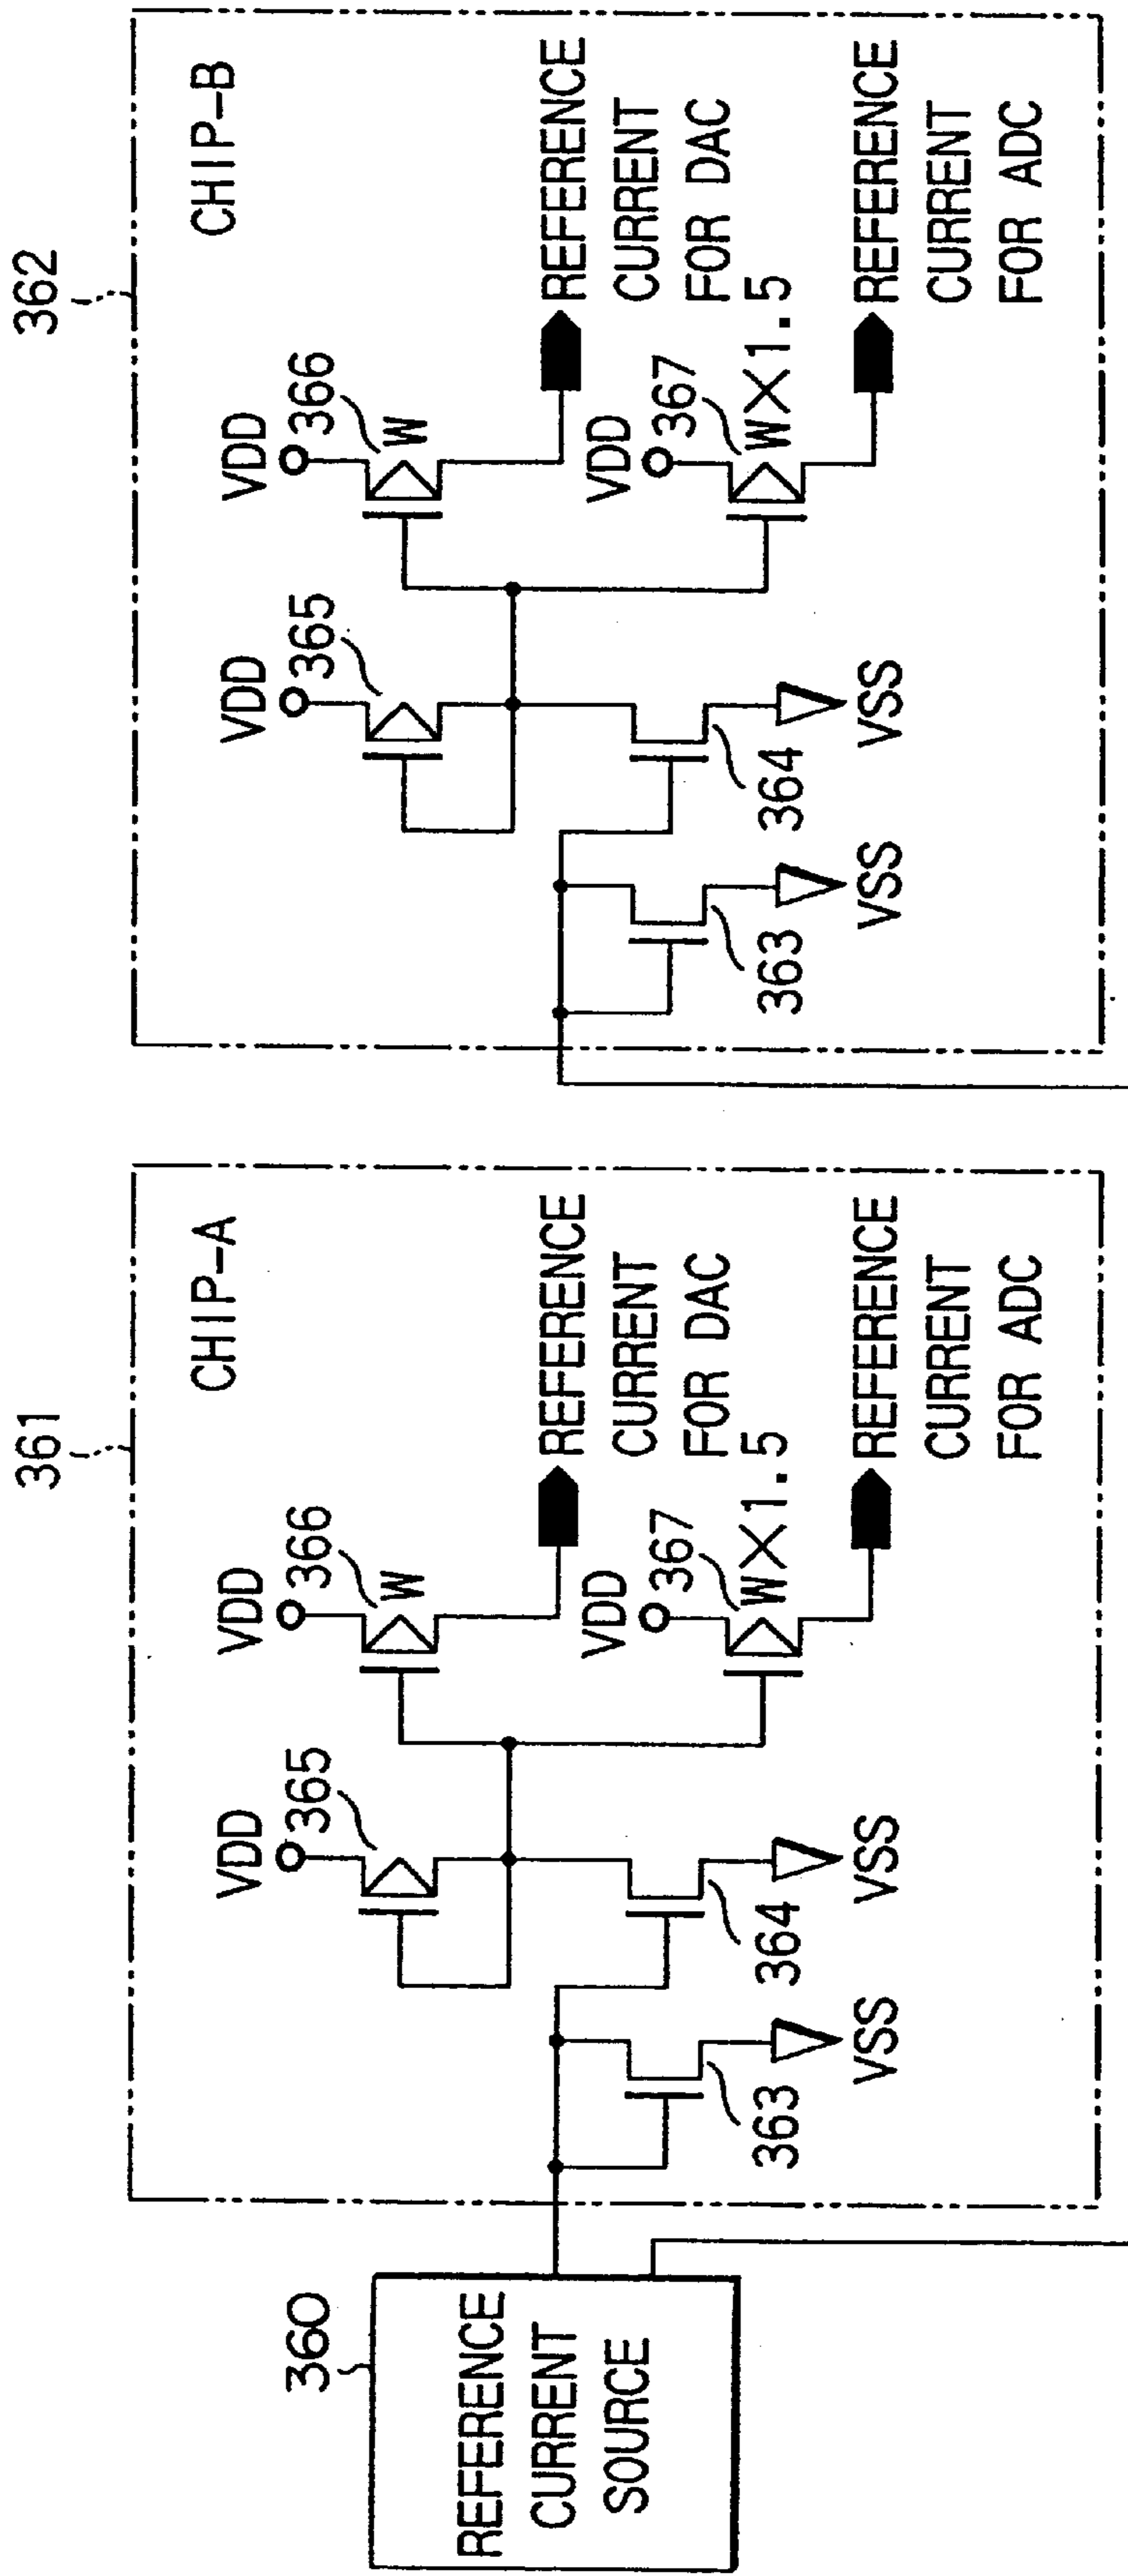 360
REFERENCE
CURRENT
SOURCE
361
CHIP-A
VDD
365
VDD
366
W
REFERENCE
CURRENT
FOR DAC
VDD
367
W×1.5
REFERENCE
CURRENT
FOR ADC
363
VSS
364
VSS
362
CHIP-B
VDD
365
VDD
366
W
REFERENCE
CURRENT
FOR DAC
VDD
367
W×1.5
REFERENCE
CURRENT
FOR ADC
363
VSS
364
VSS